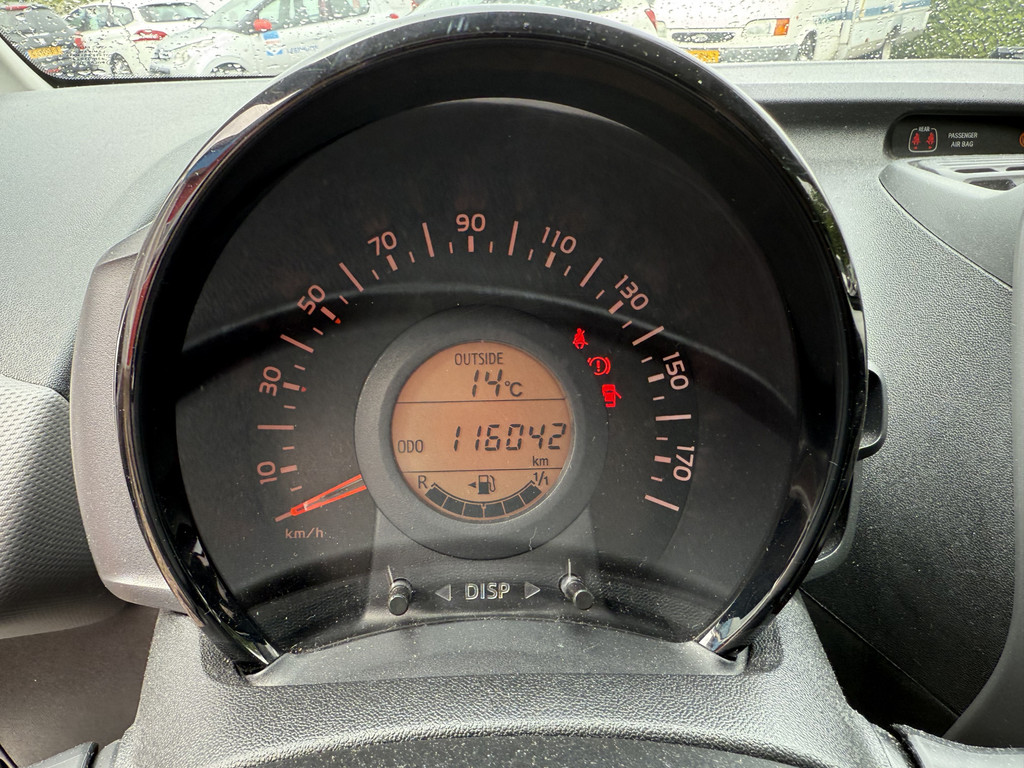 REAR
PASSENGER
AIR BAG
10
30
50
70
90
110
130
150
170
km/h
OUTSIDE
14°C
ODO 116042
km
R 1/1
DISP